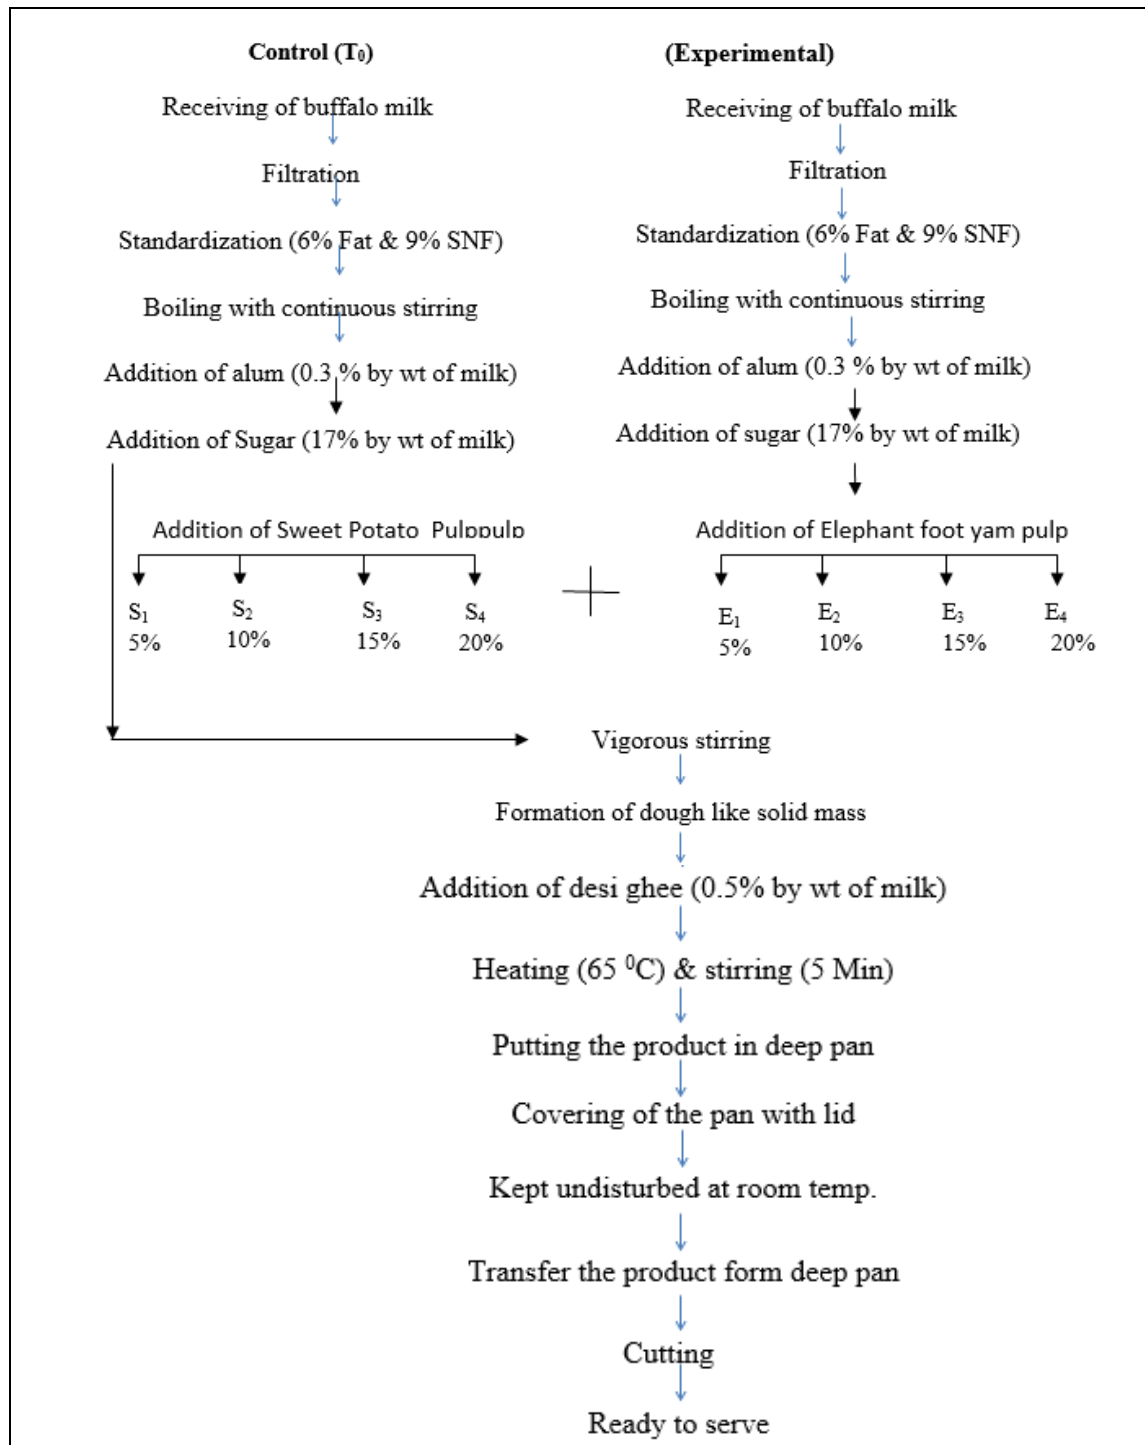 Control (T₀)
(Experimental)
Receiving of buffalo milk
Receiving of buffalo milk
Filtration
Filtration
Standardization (6% Fat & 9% SNF)
Standardization (6% Fat & 9% SNF)
Boiling with continuous stirring
Boiling with continuous stirring
Addition of alum (0.3 % by wt of milk)
Addition of alum (0.3 % by wt of milk)
Addition of Sugar (17% by wt of milk)
Addition of sugar (17% by wt of milk)
Addition of Sweet Potato Pulppulp
Addition of Elephant foot yam pulp
S₁ S₂ S₃ S₄
5% 10% 15% 20%
E₁ E₂ E₃ E₄
5% 10% 15% 20%
Vigorous stirring
Formation of dough like solid mass
Addition of desi ghee (0.5% by wt of milk)
Heating (65 ⁰C) & stirring (5 Min)
Putting the product in deep pan
Covering of the pan with lid
Kept undisturbed at room temp.
Transfer the product form deep pan
Cutting
Ready to serve